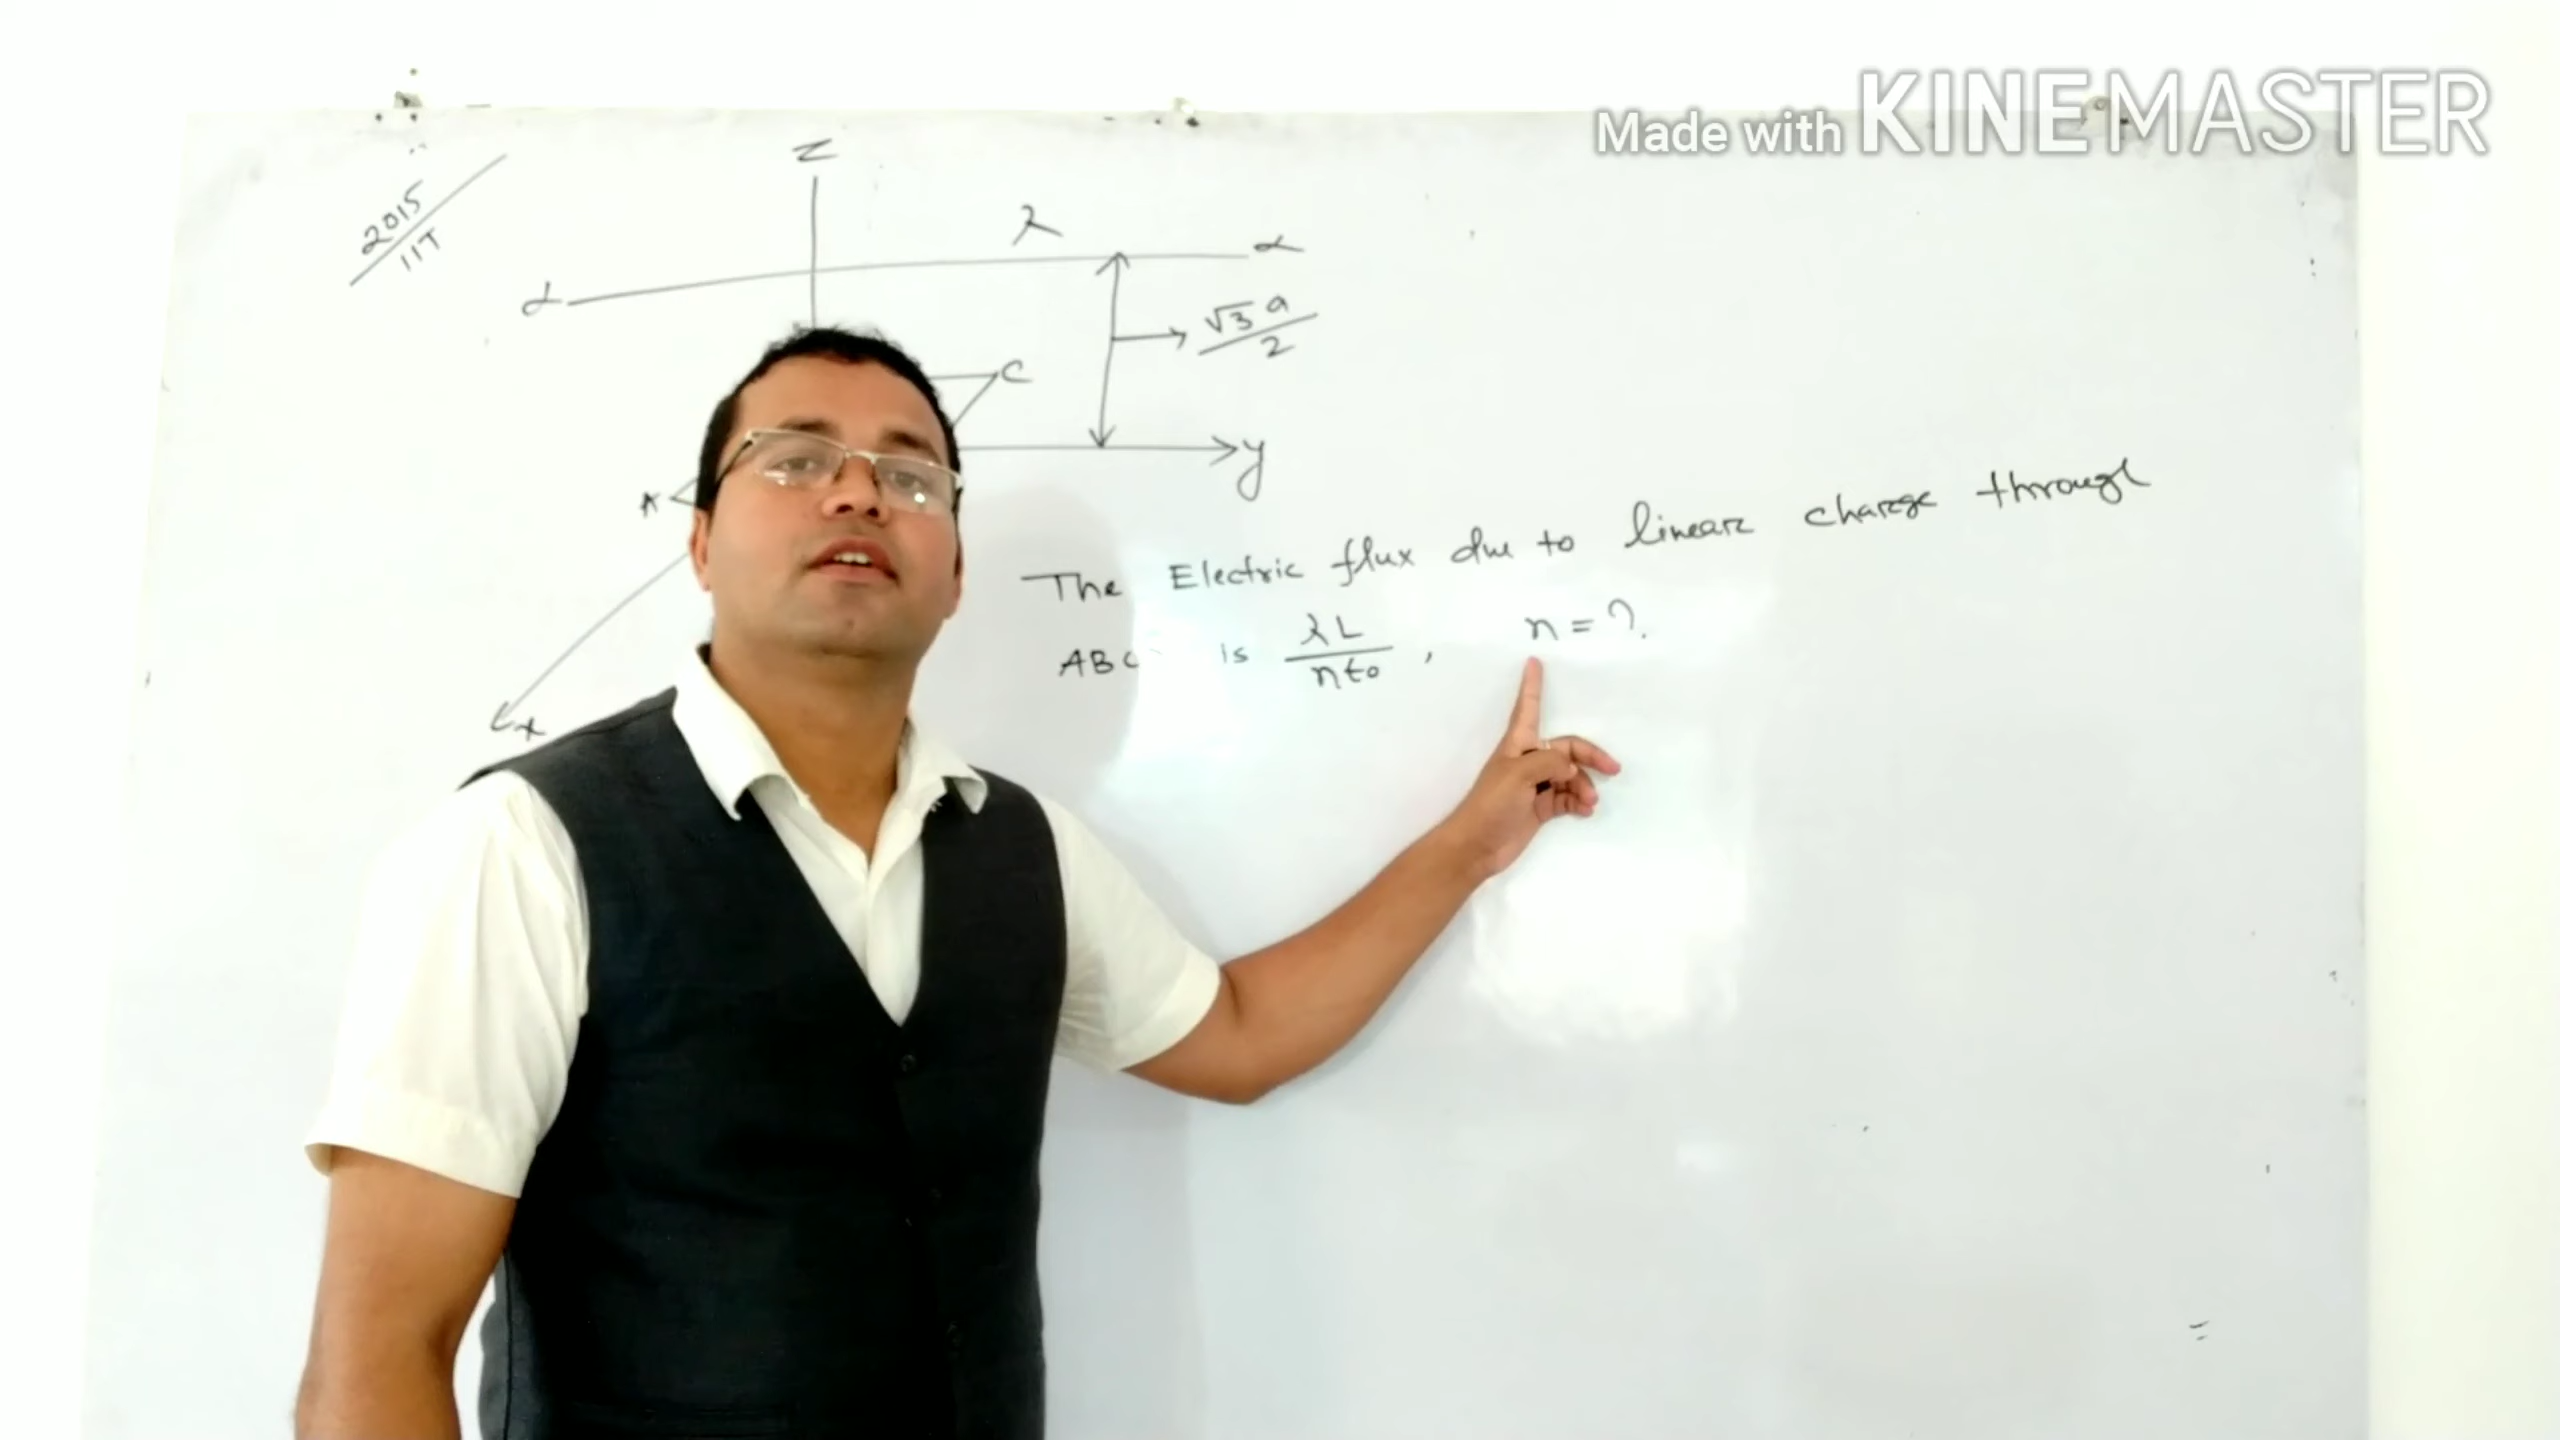 Made with KINEMASTER
2015
IIT
z
λ
α
α
√3 a
2
C
y
A
x
The Electric flux due to linear charge through
ABC is λL / nε₀ , n = ?